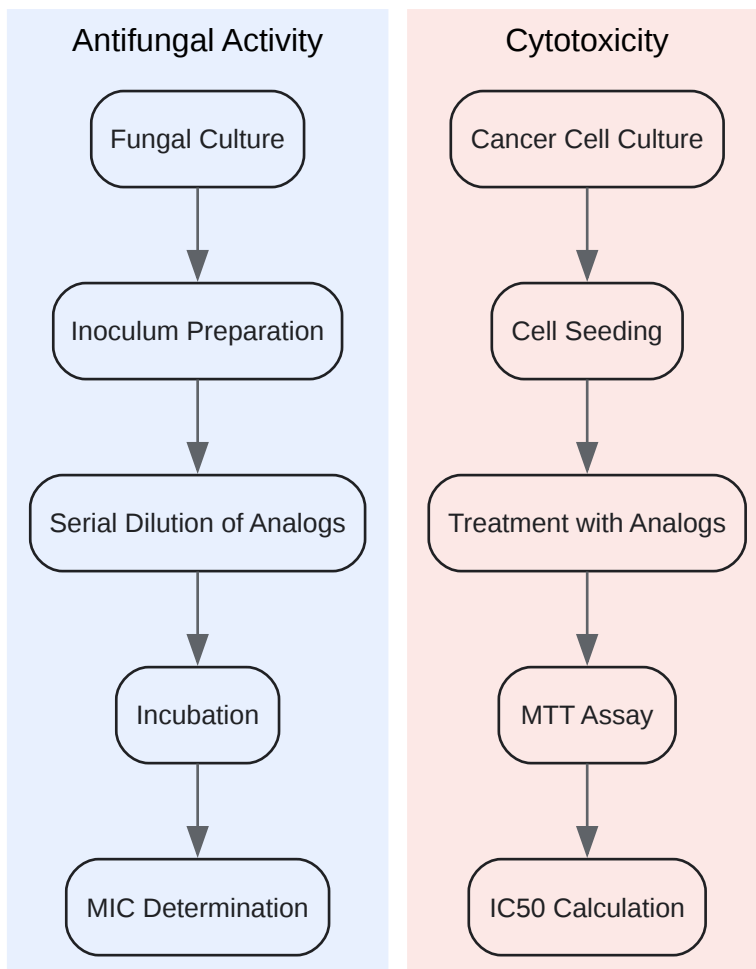 Antifungal Activity
Fungal Culture
Inoculum Preparation
Serial Dilution of Analogs
Incubation
MIC Determination
Cytotoxicity
Cancer Cell Culture
Cell Seeding
Treatment with Analogs
MTT Assay
IC50 Calculation